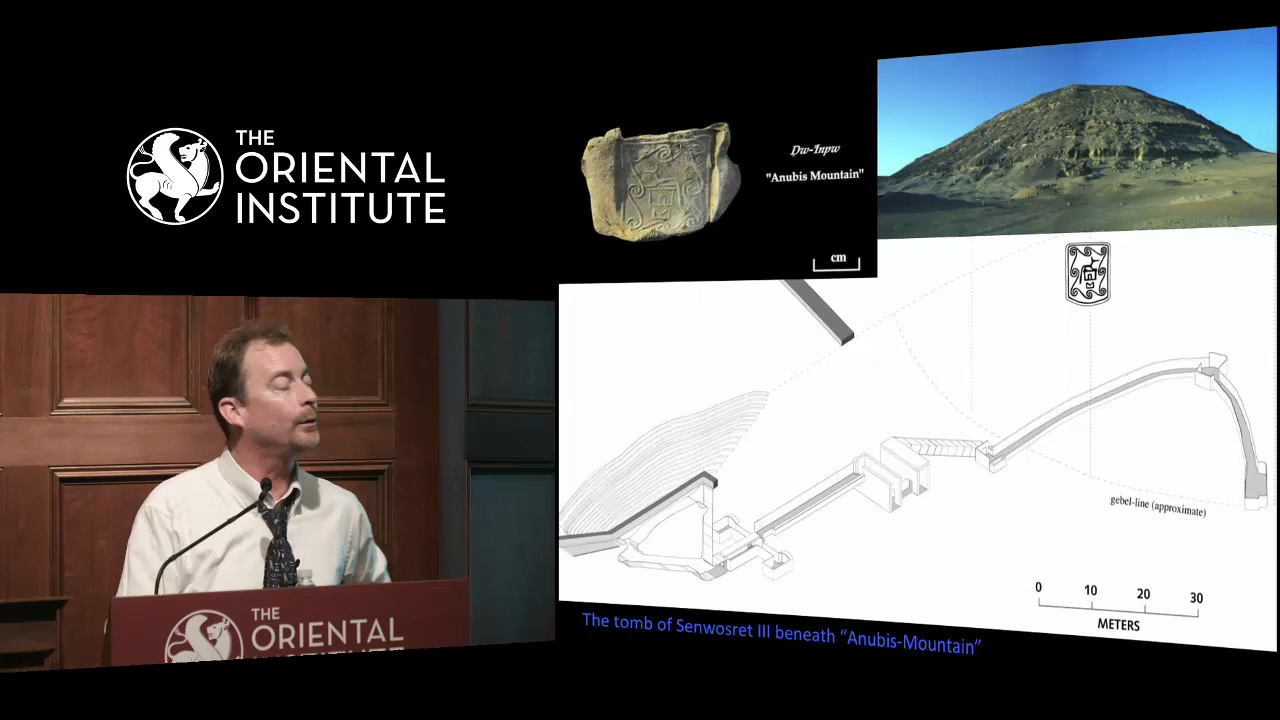 THE
ORIENTAL
INSTITUTE
Ḏw-Inpw
"Anubis Mountain"
cm
gebel-line (approximate)
0 10 20 30
METERS
The tomb of Senwosret III beneath “Anubis-Mountain”
THE
ORIENTAL
INSTITUTE